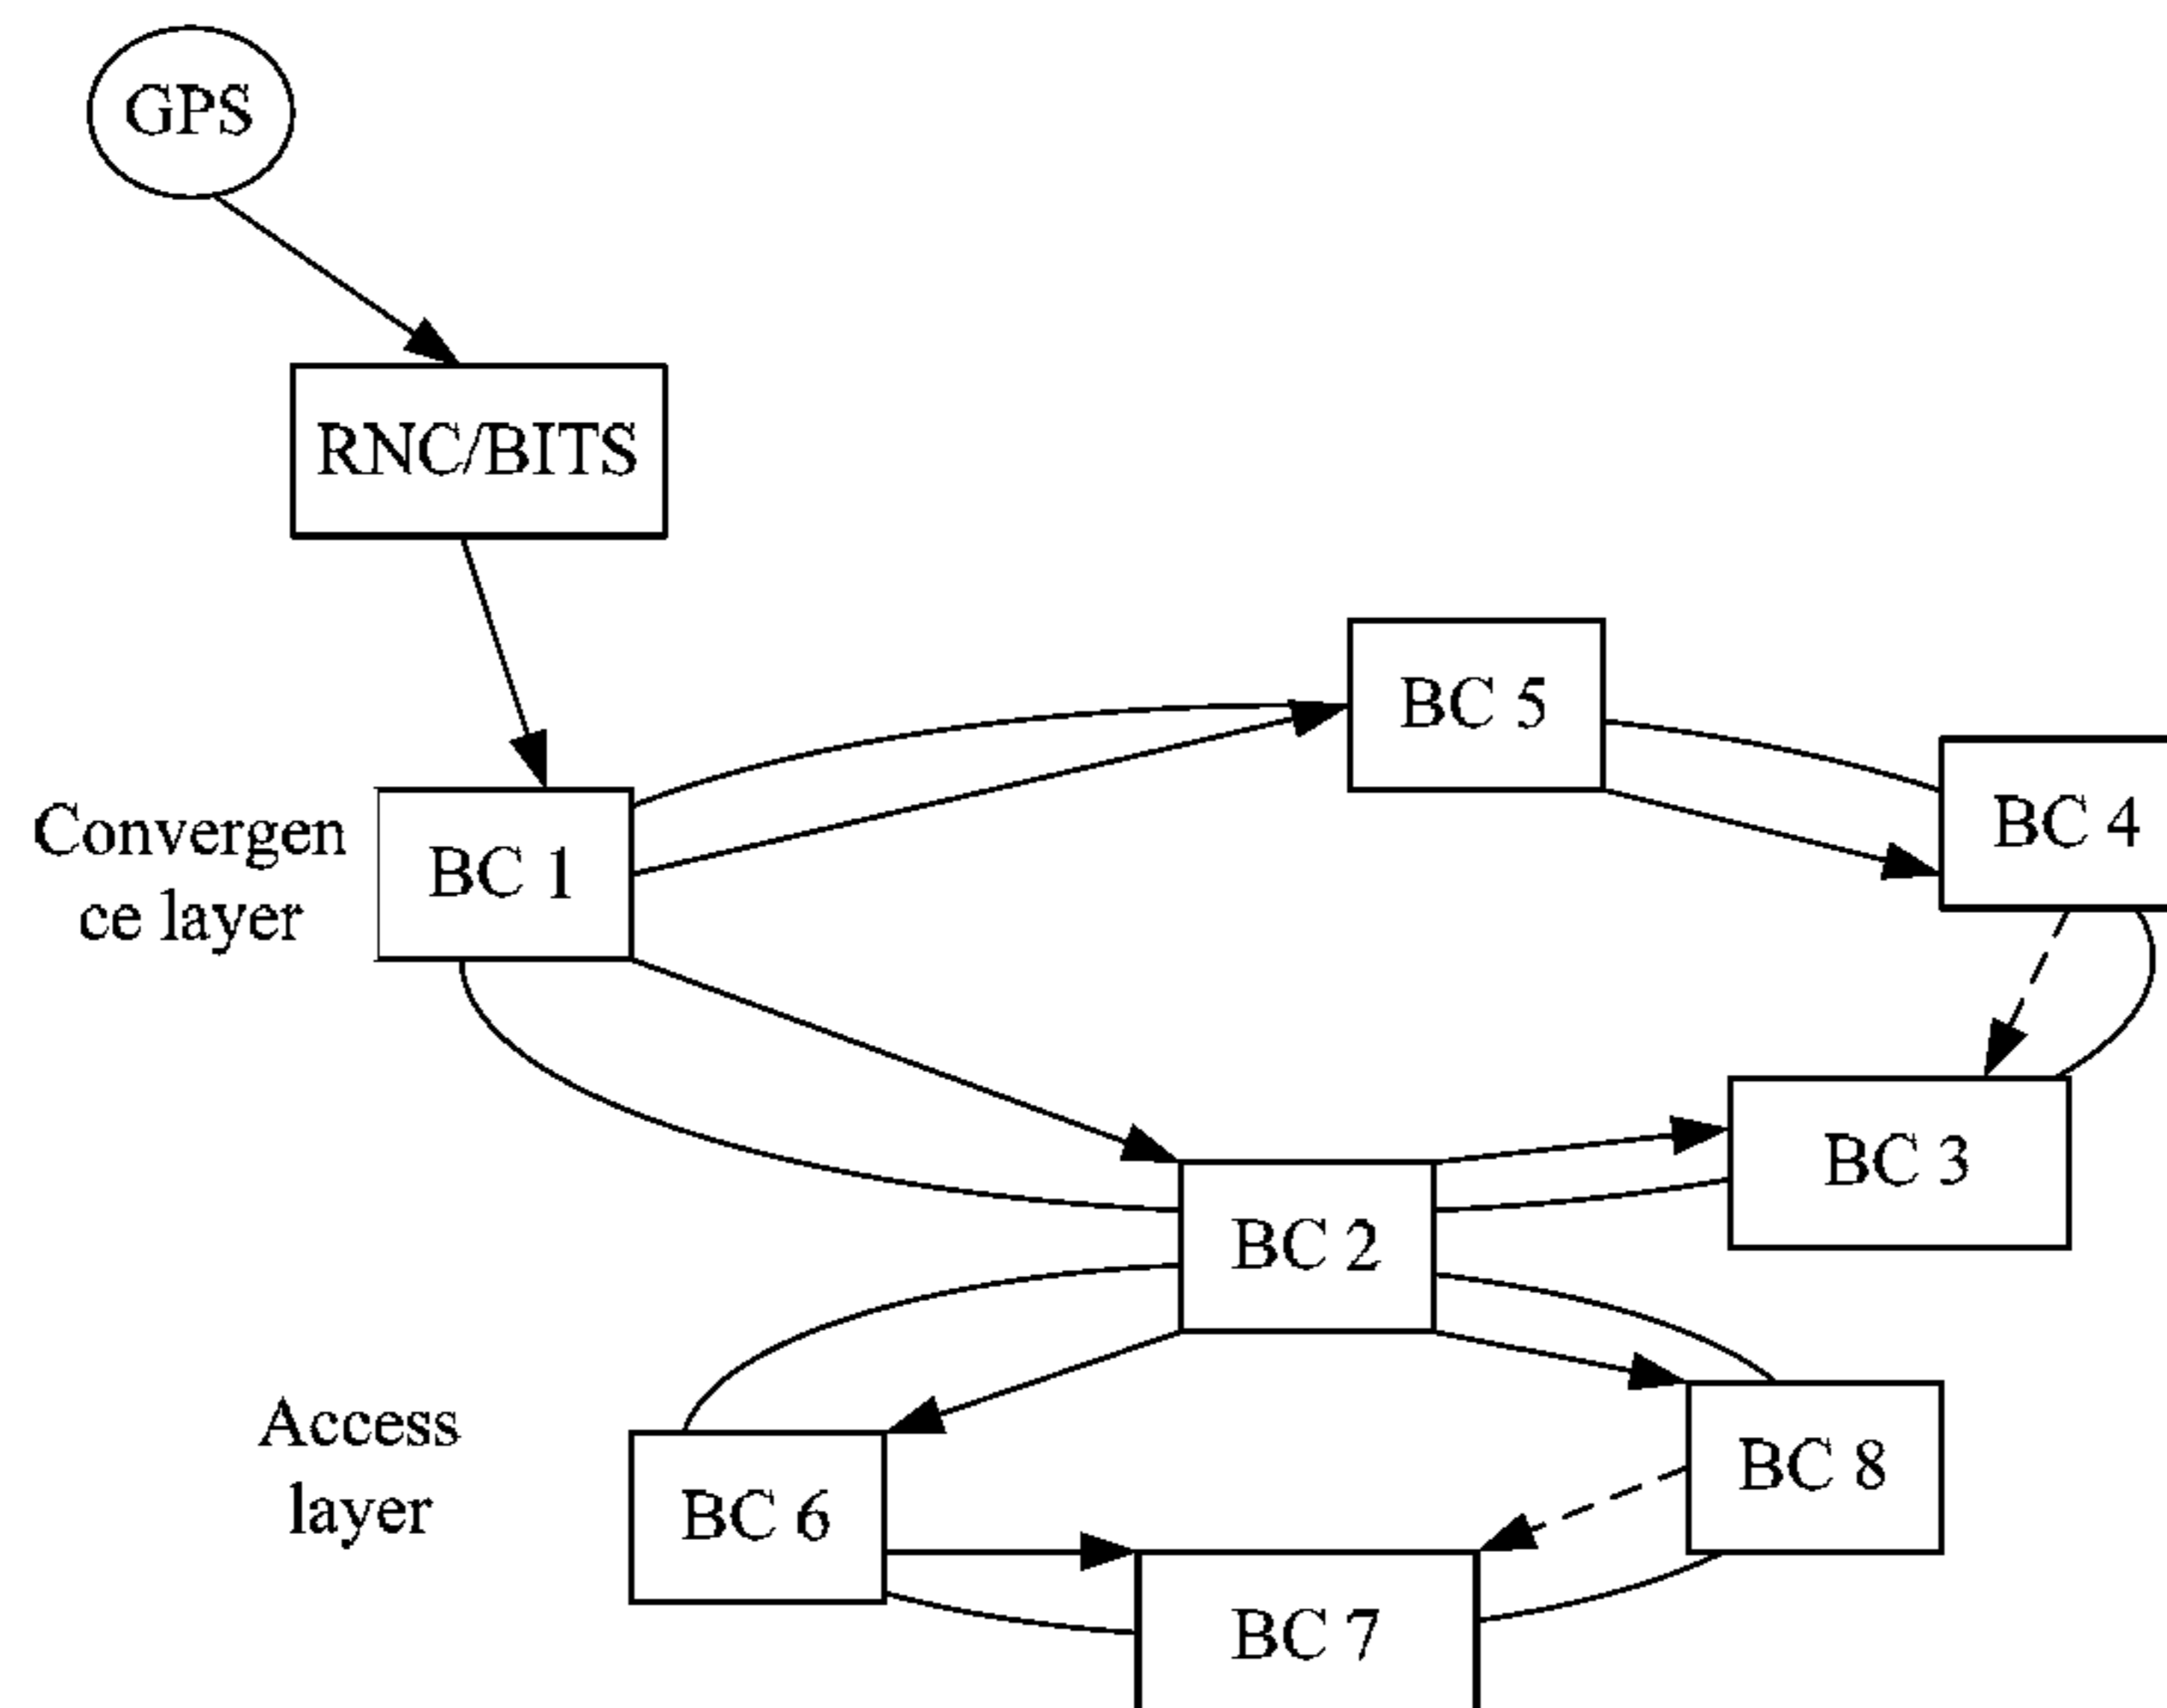 GPS
RNC/BITS
BC 5
BC 4
Convergen
ce layer
BC 1
BC 3
BC 2
Access
layer
BC 8
BC 6
BC 7